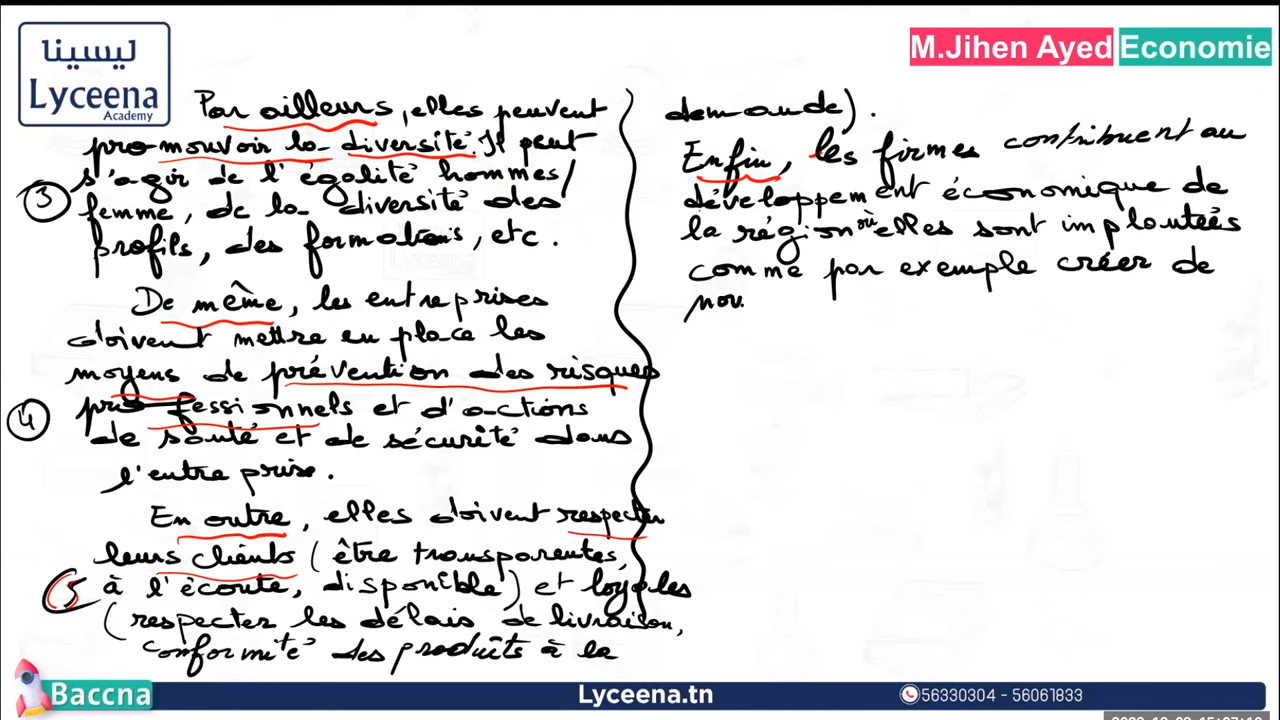 ليسينا
Lyceena
Academy
M.Jihen Ayed Economie
Par ailleurs, elles peuvent
promouvoir la diversité. Il peut
s'agir de l'égalité hommes/
femme, de la diversité des
profils, des formations, etc.
3
De même, les entreprises
doivent mettre en place les
moyens de prévention des risques
professionnels et d'actions
de santé et de sécurité dans
l'entreprise.
4
En outre, elles doivent respecter
leurs clients (être transparentes,
à l'écoute, disponible) et loyales
(respecter les délais de livraison,
conformité des produits à la
5
demande).
Enfin, les firmes contribuent au
développement économique de
la région où elles sont implantées
comme par exemple créer de
nou
Baccna
Lyceena.tn
56330304 - 56061833